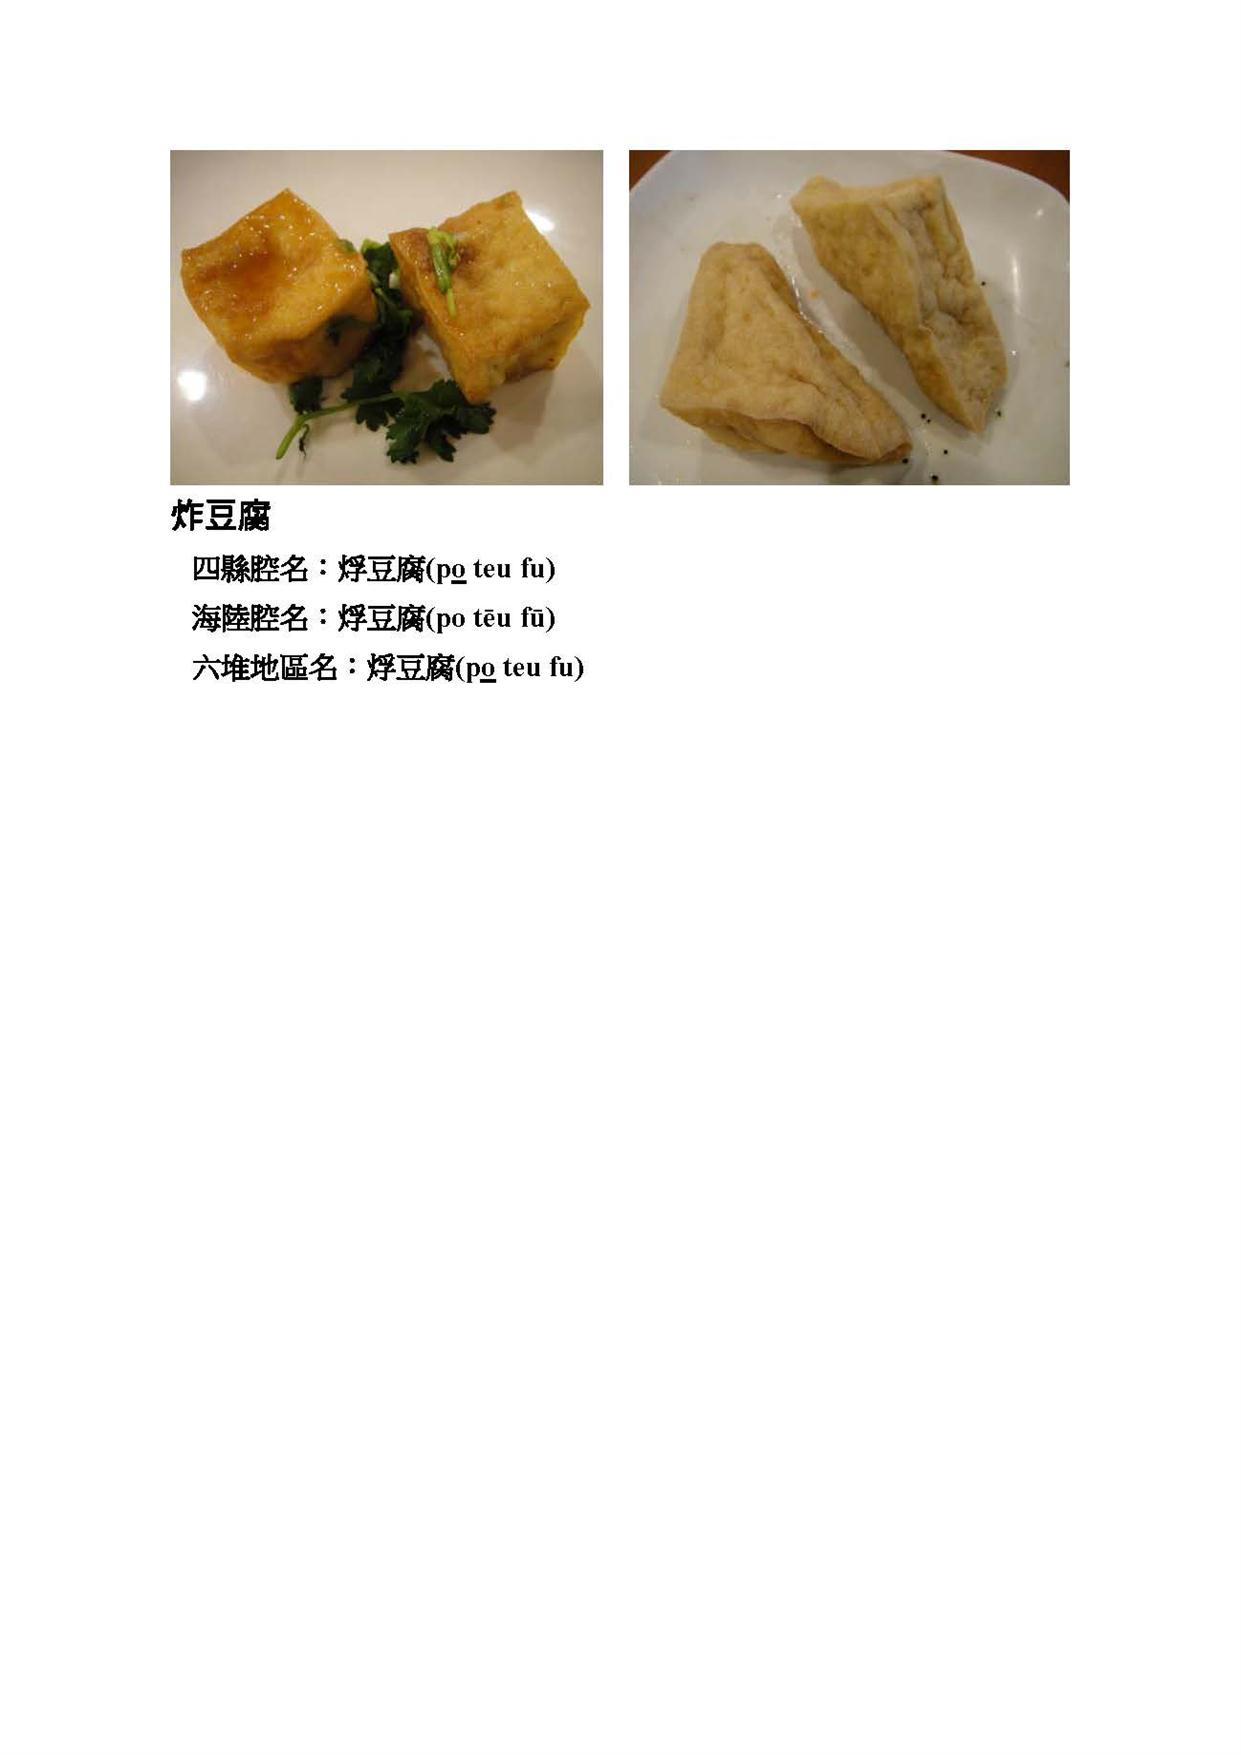 炸豆腐
四縣腔名：烰豆腐(po̲ teu fu)
海陸腔名：烰豆腐(po tēu fū)
六堆地區名：烰豆腐(po̲ teu fu)